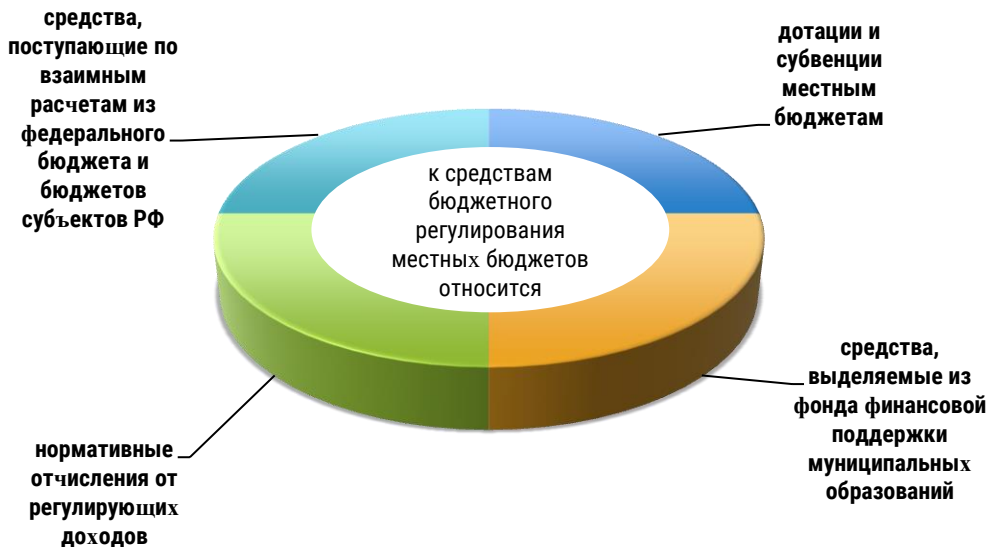 средства,
поступающие по
взаимным
расчетам из
федерального
бюджета и
бюджетов
субъектов РФ
дотации и
субвенции
местным
бюджетам
к средствам
бюджетного
регулирования
местных бюджетов
относится
средства,
выделяемые из
фонда финансовой
поддержки
муниципальных
образований
нормативные
отчисления от
регулирующих
доходов